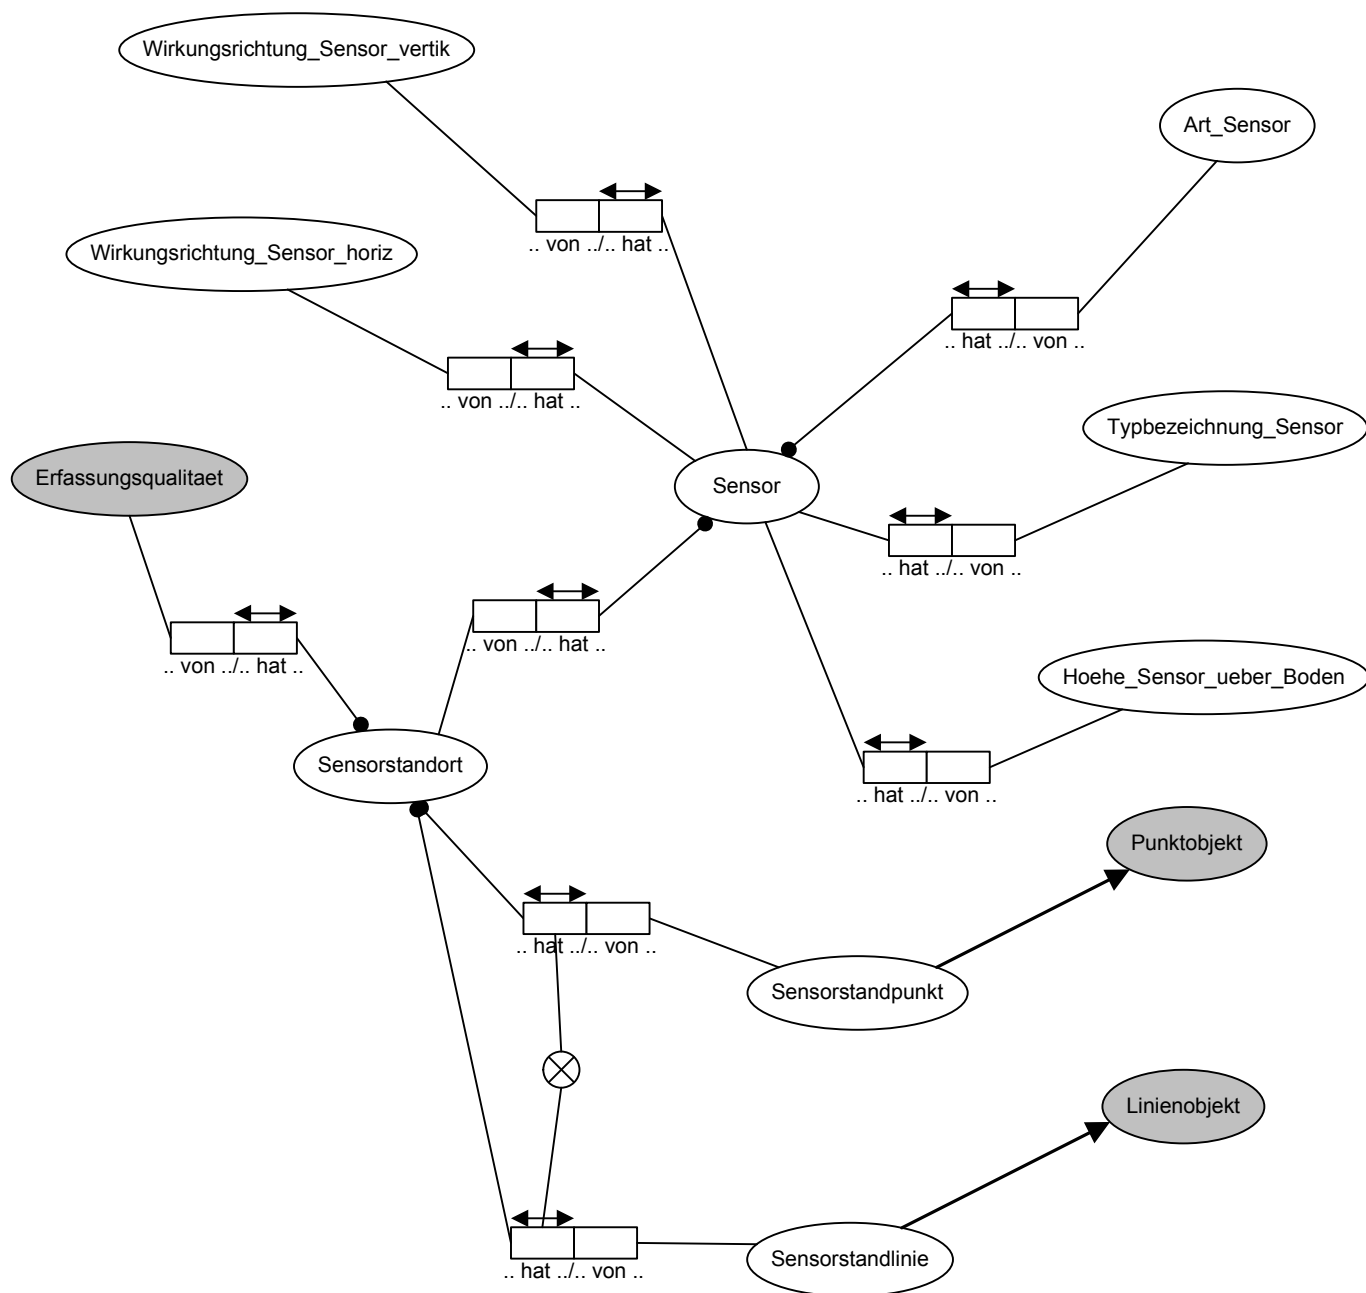 Wirkungsrichtung_Sensor_vertik
Art_Sensor
.. von ../.. hat ..
Wirkungsrichtung_Sensor_horiz
.. hat ../.. von ..
.. von ../.. hat ..
Typbezeichnung_Sensor
Erfassungsqualitaet
Sensor
.. hat ../.. von ..
.. von ../.. hat ..
.. von ../.. hat ..
Hoehe_Sensor_ueber_Boden
Sensorstandort
.. hat ../.. von ..
Punktobjekt
.. hat ../.. von ..
Sensorstandpunkt
Linienobjekt
Sensorstandlinie
.. hat ../.. von ..